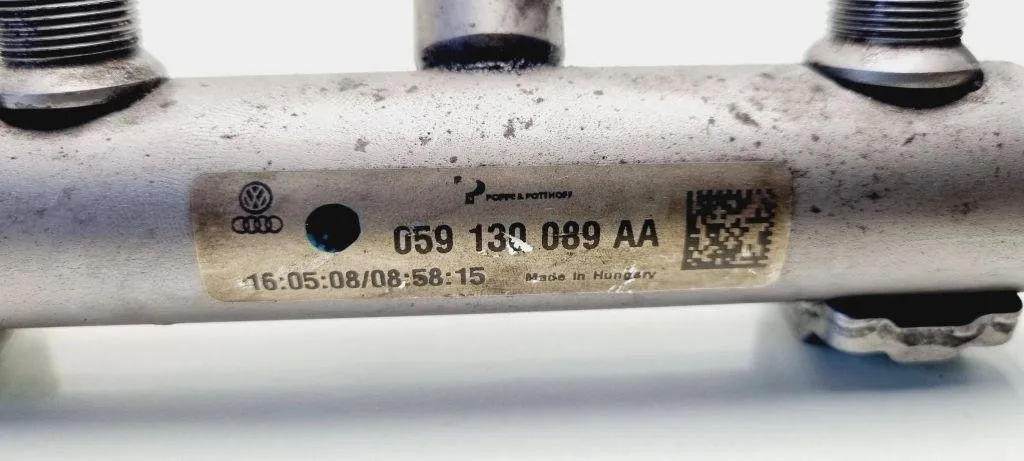 POPPE & POTTHOFF
059 130 089 AA
16:05:08/08:58:15 Made in Hungary